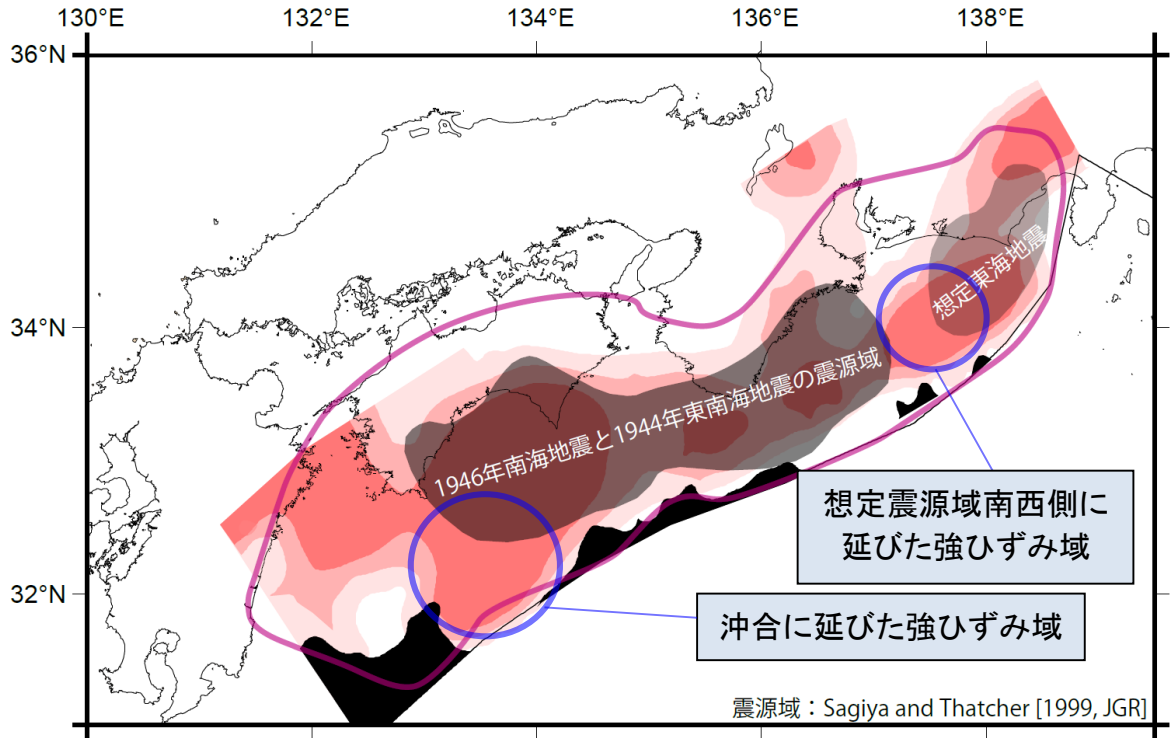 130°E
132°E
134°E
136°E
138°E
36°N
34°N
32°N
想定東海地震
1946年南海地震と1944年東南海地震の震源域
想定震源域南西側に
延びた強ひずみ域
沖合に延びた強ひずみ域
震源域：Sagiya and Thatcher [1999, JGR]